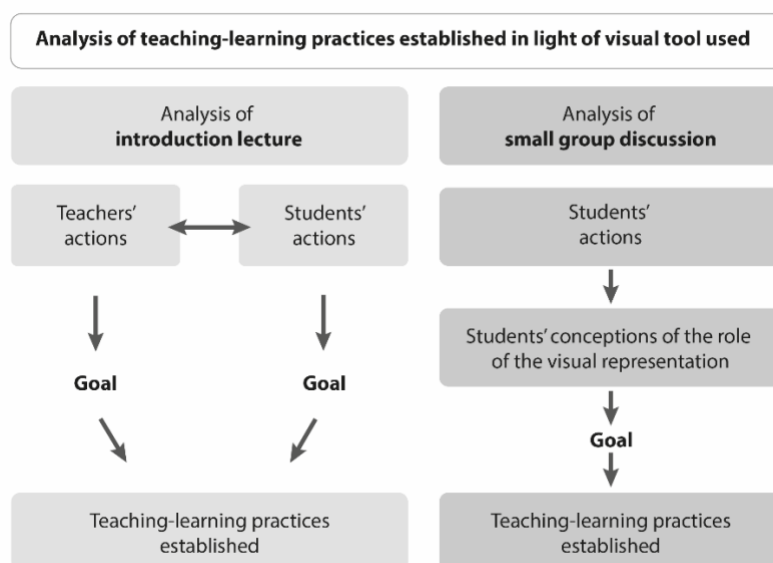 Analysis of teaching-learning practices established in light of visual tool used
Analysis of
introduction lecture
Teachers'
actions
Students'
actions
Goal
Goal
Teaching-learning practices
established
Analysis of
small group discussion
Students'
actions
Students' conceptions of the role
of the visual representation
Goal
Teaching-learning practices
established